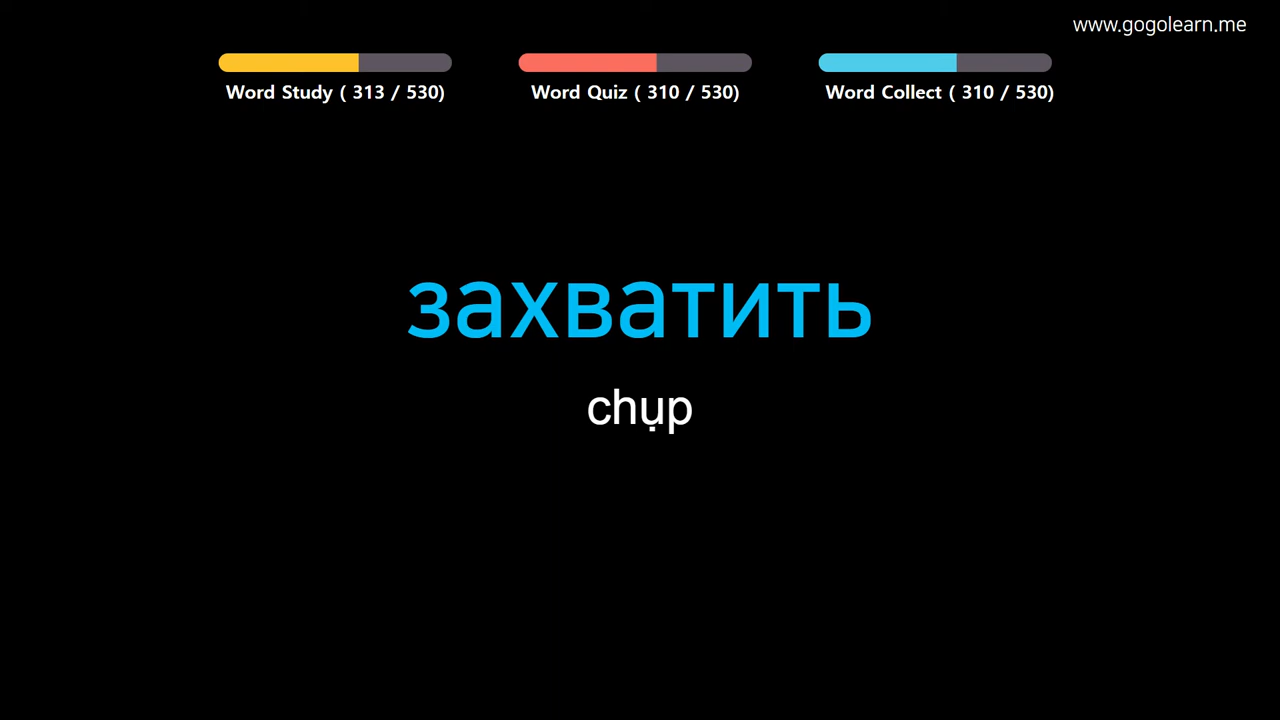 www.gogolearn.me
Word Study ( 313 / 530)
Word Quiz ( 310 / 530)
Word Collect ( 310 / 530)
захватить
chụp